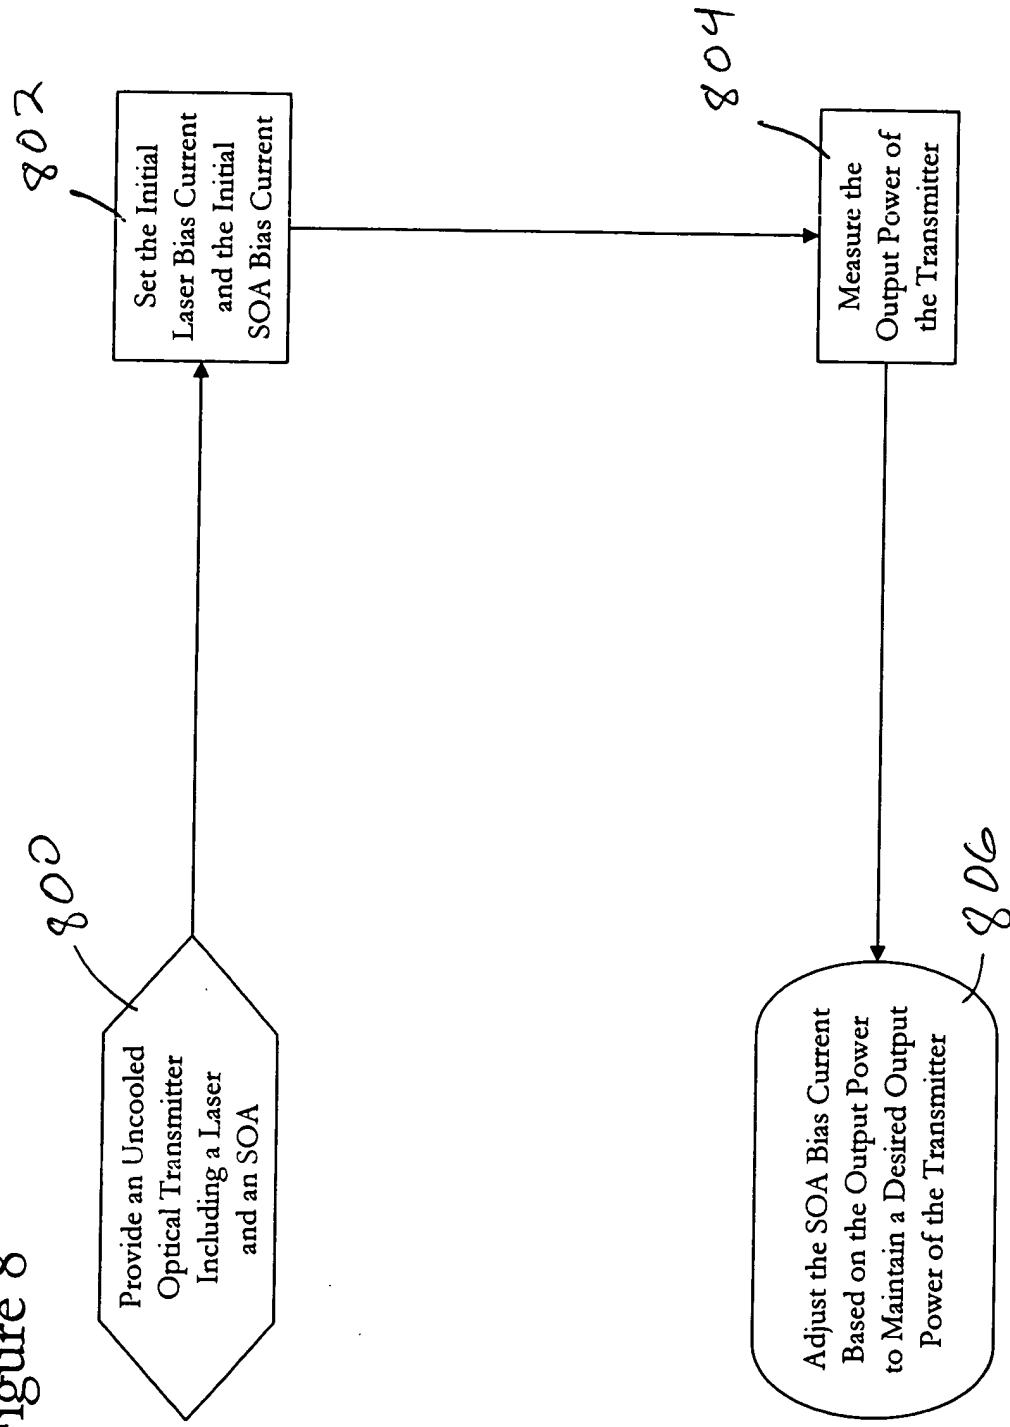 Figure 8
800
Provide an Uncooled
Optical Transmitter
Including a Laser
and an SOA
802
Set the Initial
Laser Bias Current
and the Initial
SOA Bias Current
804
Measure the
Output Power of
the Transmitter
806
Adjust the SOA Bias Current
Based on the Output Power
to Maintain a Desired Output
Power of the Transmitter